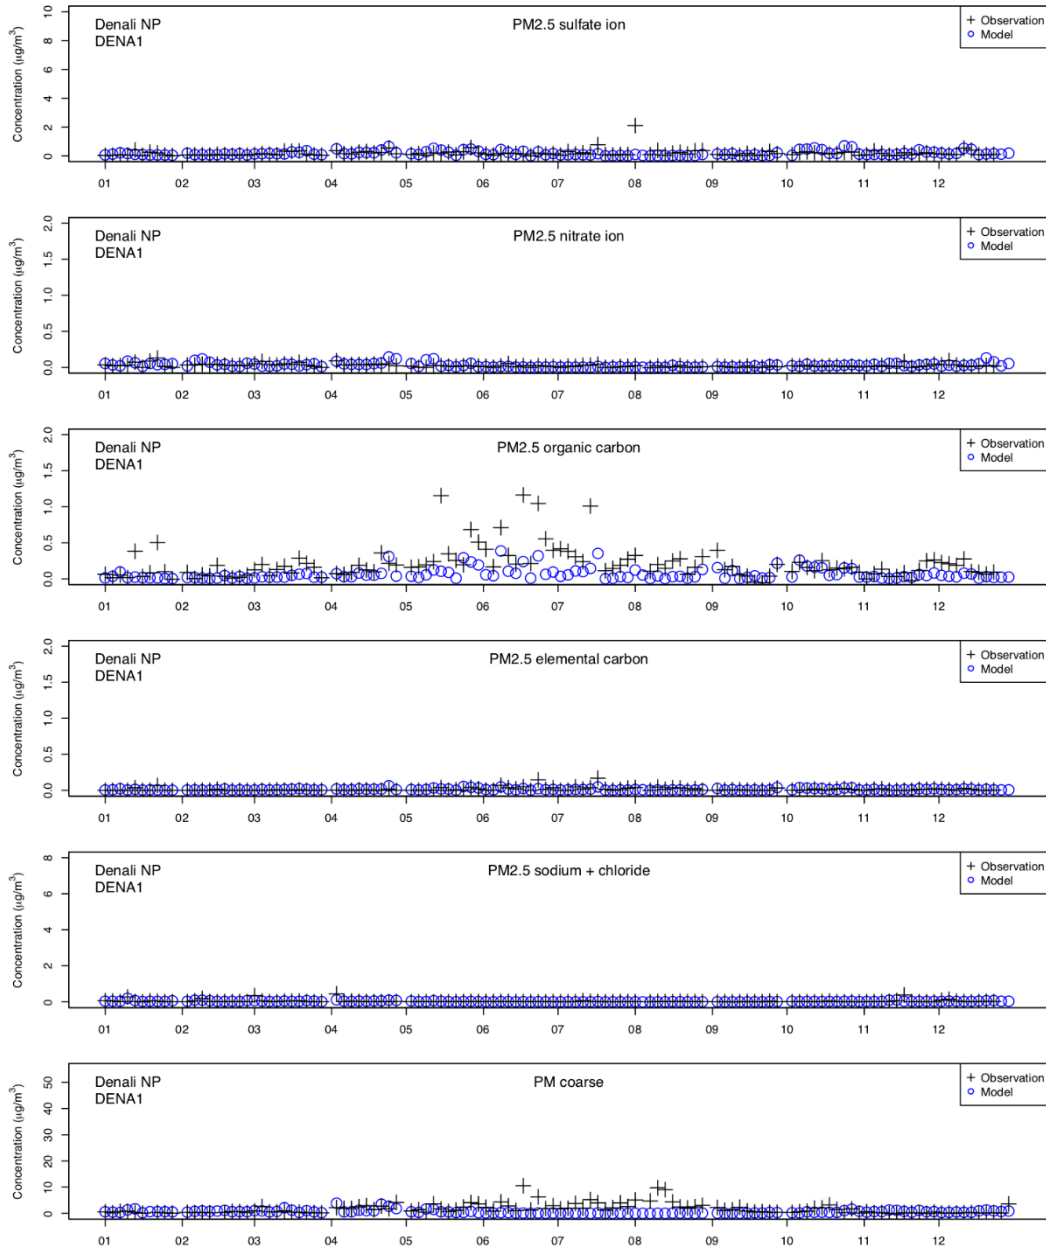 Denali NP
DENA1
PM2.5 sulfate ion
+ Observation
○ Model
Concentration (μg/m³)
10
8
6
4
2
0
01 02 03 04 05 06 07 08 09 10 11 12
Denali NP
DENA1
PM2.5 nitrate ion
+ Observation
○ Model
Concentration (μg/m³)
2.0
1.5
1.0
0.5
0.0
01 02 03 04 05 06 07 08 09 10 11 12
Denali NP
DENA1
PM2.5 organic carbon
+ Observation
○ Model
Concentration (μg/m³)
2.0
1.5
1.0
0.5
0.0
01 02 03 04 05 06 07 08 09 10 11 12
Denali NP
DENA1
PM2.5 elemental carbon
+ Observation
○ Model
Concentration (μg/m³)
2.0
1.5
1.0
0.5
0.0
01 02 03 04 05 06 07 08 09 10 11 12
Denali NP
DENA1
PM2.5 sodium + chloride
+ Observation
○ Model
Concentration (μg/m³)
8
6
4
2
0
01 02 03 04 05 06 07 08 09 10 11 12
Denali NP
DENA1
PM coarse
+ Observation
○ Model
Concentration (μg/m³)
50
40
30
20
10
0
01 02 03 04 05 06 07 08 09 10 11 12